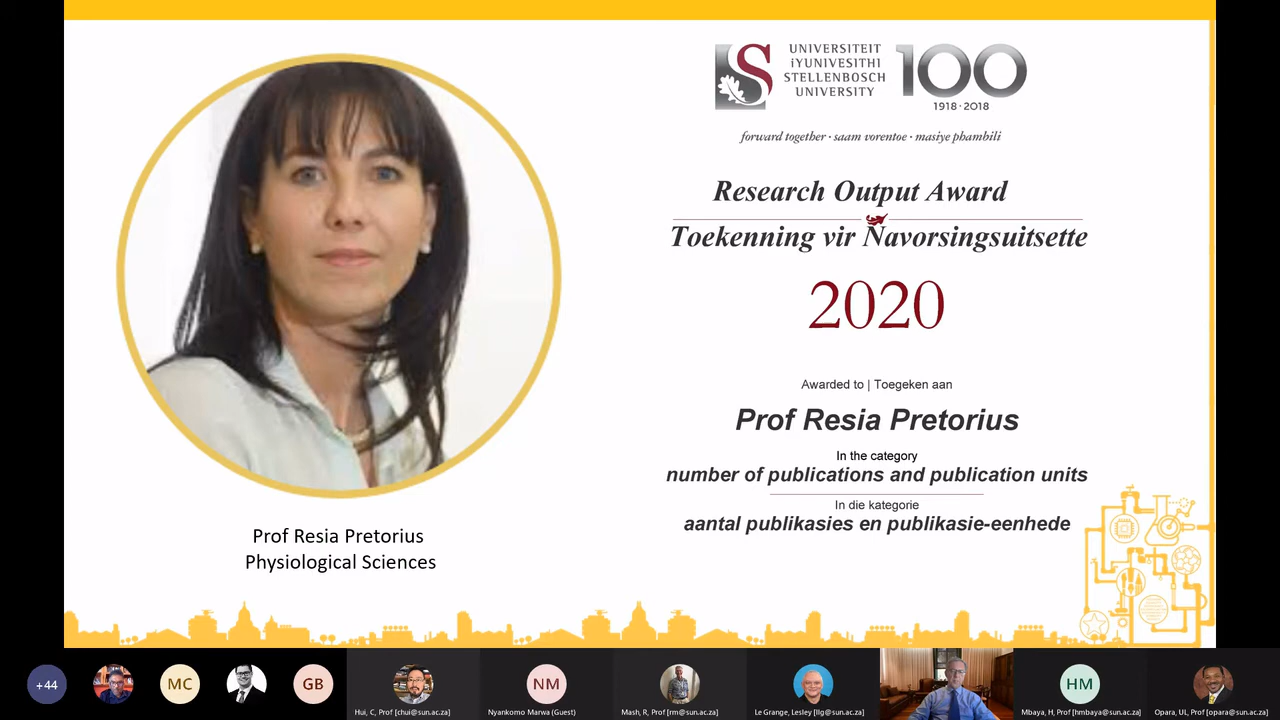 UNIVERSITEIT
iYUNIVESITHI
STELLENBOSCH
UNIVERSITY
100
1918 · 2018
forward together · saam vorentoe · masiye phambili
Research Output Award
Toekenning vir Navorsingsuitsette
2020
Awarded to | Toegeken aan
Prof Resia Pretorius
In the category
number of publications and publication units
In die kategorie
aantal publikasies en publikasie-eenhede
Prof Resia Pretorius
Physiological Sciences
+44
MC
GB
NM
HM
Hui, C, Prof [chui@sun.ac.za]
Nyankomo Marwa (Guest)
Mash, R, Prof [rm@sun.ac.za]
Le Grange, Lesley [llg@sun.ac.za]
Mbaya, H, Prof [hmbaya@sun.ac.za]
Opara, UL, Prof [opara@sun.ac.za]